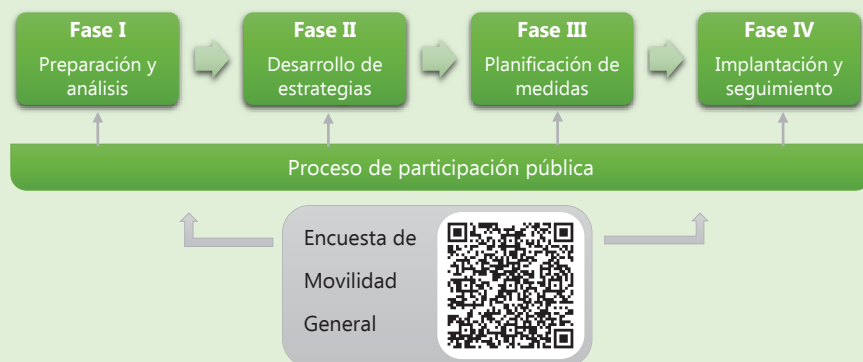 Fase I
Preparación y
análisis
Fase II
Desarrollo de
estrategias
Fase III
Planificación de
medidas
Fase IV
Implantación y
seguimiento
Proceso de participación pública
Encuesta de
Movilidad
General